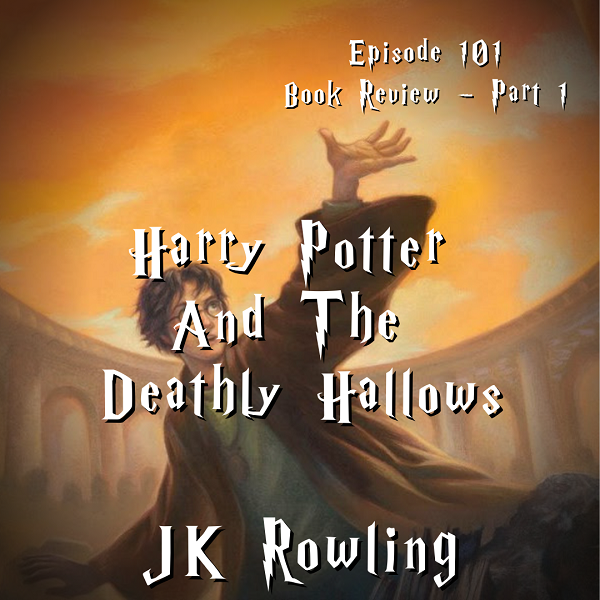 Episode 101
Book Review - Part 1
Harry Potter
And The
Deathly Hallows
JK Rowling